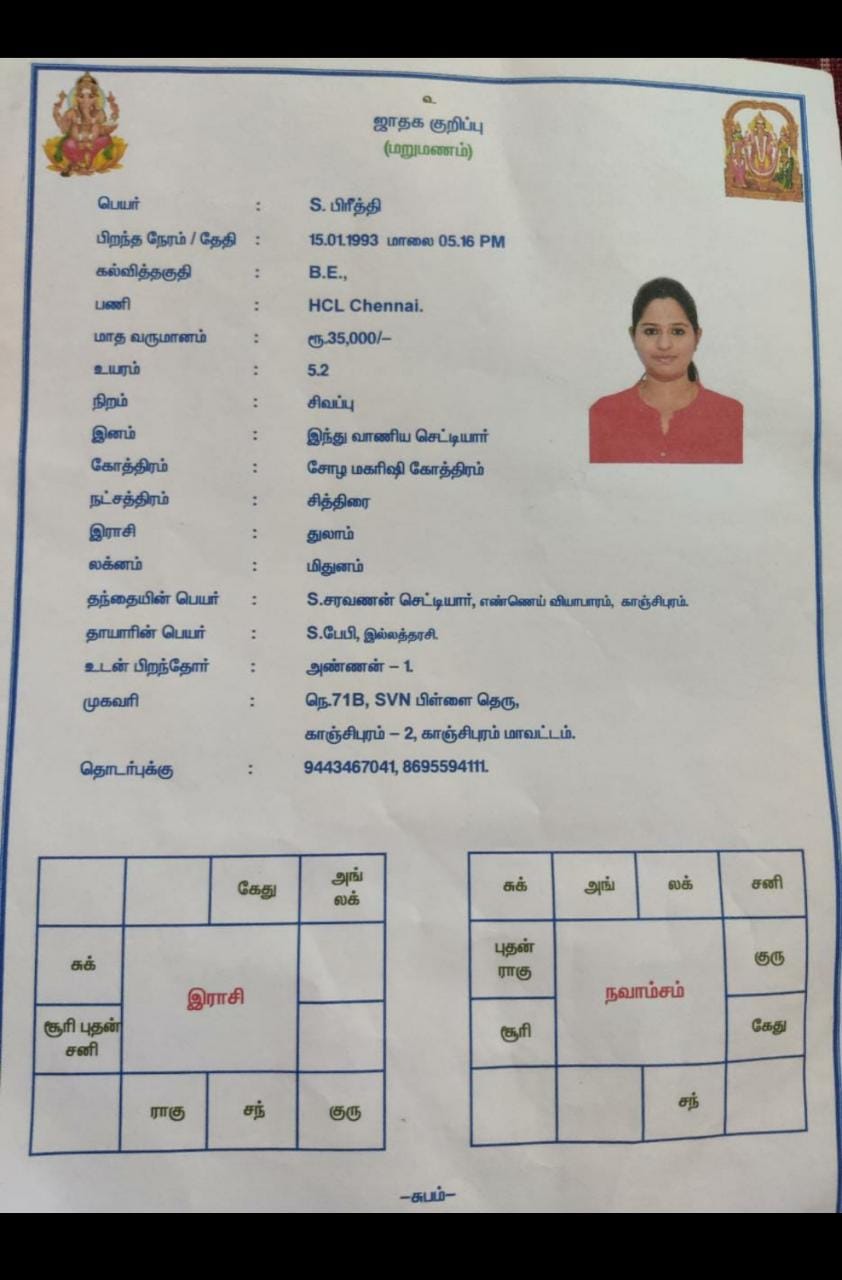 உ
ஜாதக குறிப்பு
(மறுமணம்)
பெயர் : S. பிரீத்தி
பிறந்த நேரம் / தேதி : 15.01.1993 மாலை 05.16 PM
கல்வித்தகுதி : B.E.,
பணி : HCL Chennai.
மாத வருமானம் : ரூ.35,000/–
உயரம் : 5.2
நிறம் : சிவப்பு
இனம் : இந்து வாணிய செட்டியார்
கோத்திரம் : சோழ மகரிஷி கோத்திரம்
நட்சத்திரம் : சித்திரை
இராசி : துலாம்
லக்னம் : மிதுனம்
தந்தையின் பெயர் : S.சரவணன் செட்டியார், எண்ணெய் வியாபாரம், காஞ்சிபுரம்.
தாயாரின் பெயர் : S.பேபி, இல்லத்தரசி.
உடன் பிறந்தோர் : அண்ணன் – 1.
முகவரி : நெ.71B, SVN பிள்ளை தெரு,
காஞ்சிபுரம் – 2, காஞ்சிபுரம் மாவட்டம்.
தொடர்புக்கு : 9443467041, 8695594111.
கேது அங்
லக்
சுக்
இராசி
சூரி புதன்
சனி
ராகு சந் குரு
சுக் அங் லக் சனி
புதன்
ராகு
குரு
நவாம்சம்
சூரி கேது
சந்
–சுபம்–